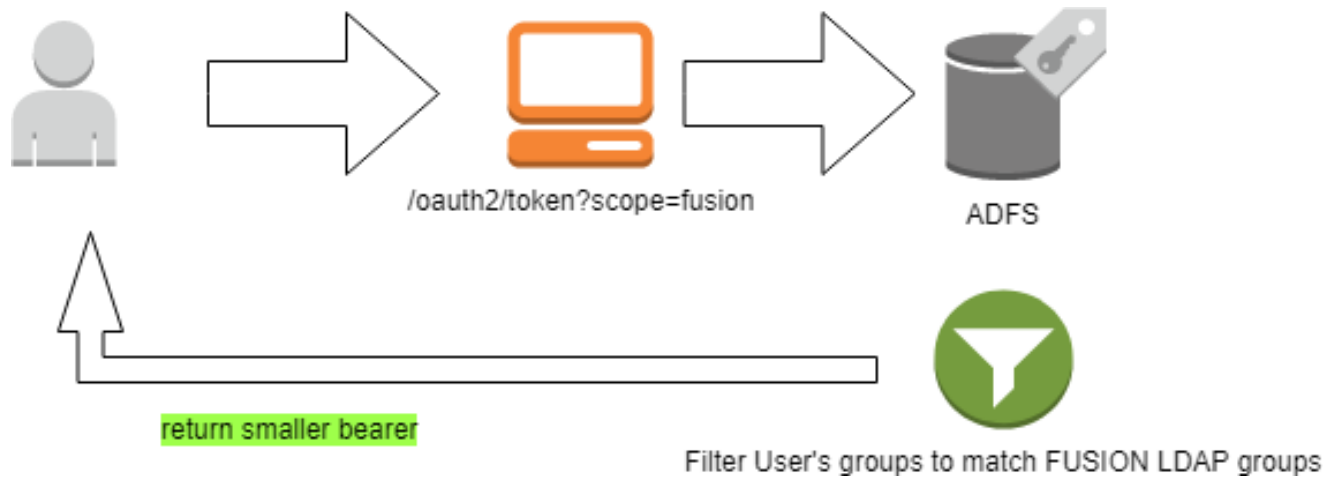 /oauth2/token?scope=fusion
ADFS
return smaller bearer
Filter User's groups to match FUSION LDAP groups